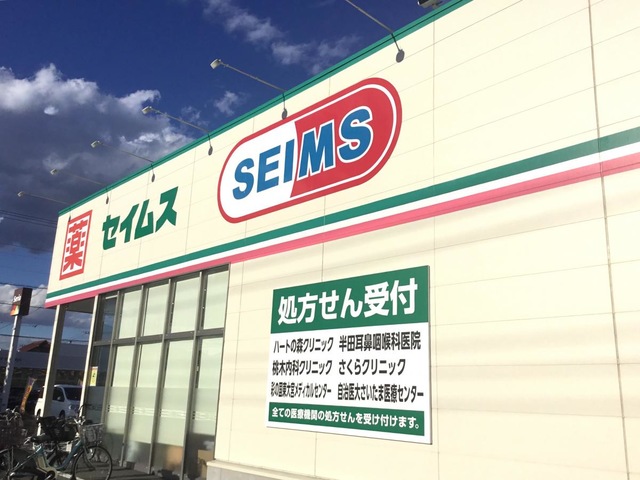 薬
セイムス
SEIMS
処方せん受付
ハートの森クリニック 半田耳鼻咽喉科医院
桃木内科クリニック さくらクリニック
彩の国東大宮メディカルセンター 自治医大さいたま医療センター
全ての医療機関の処方せんを受け付けます。